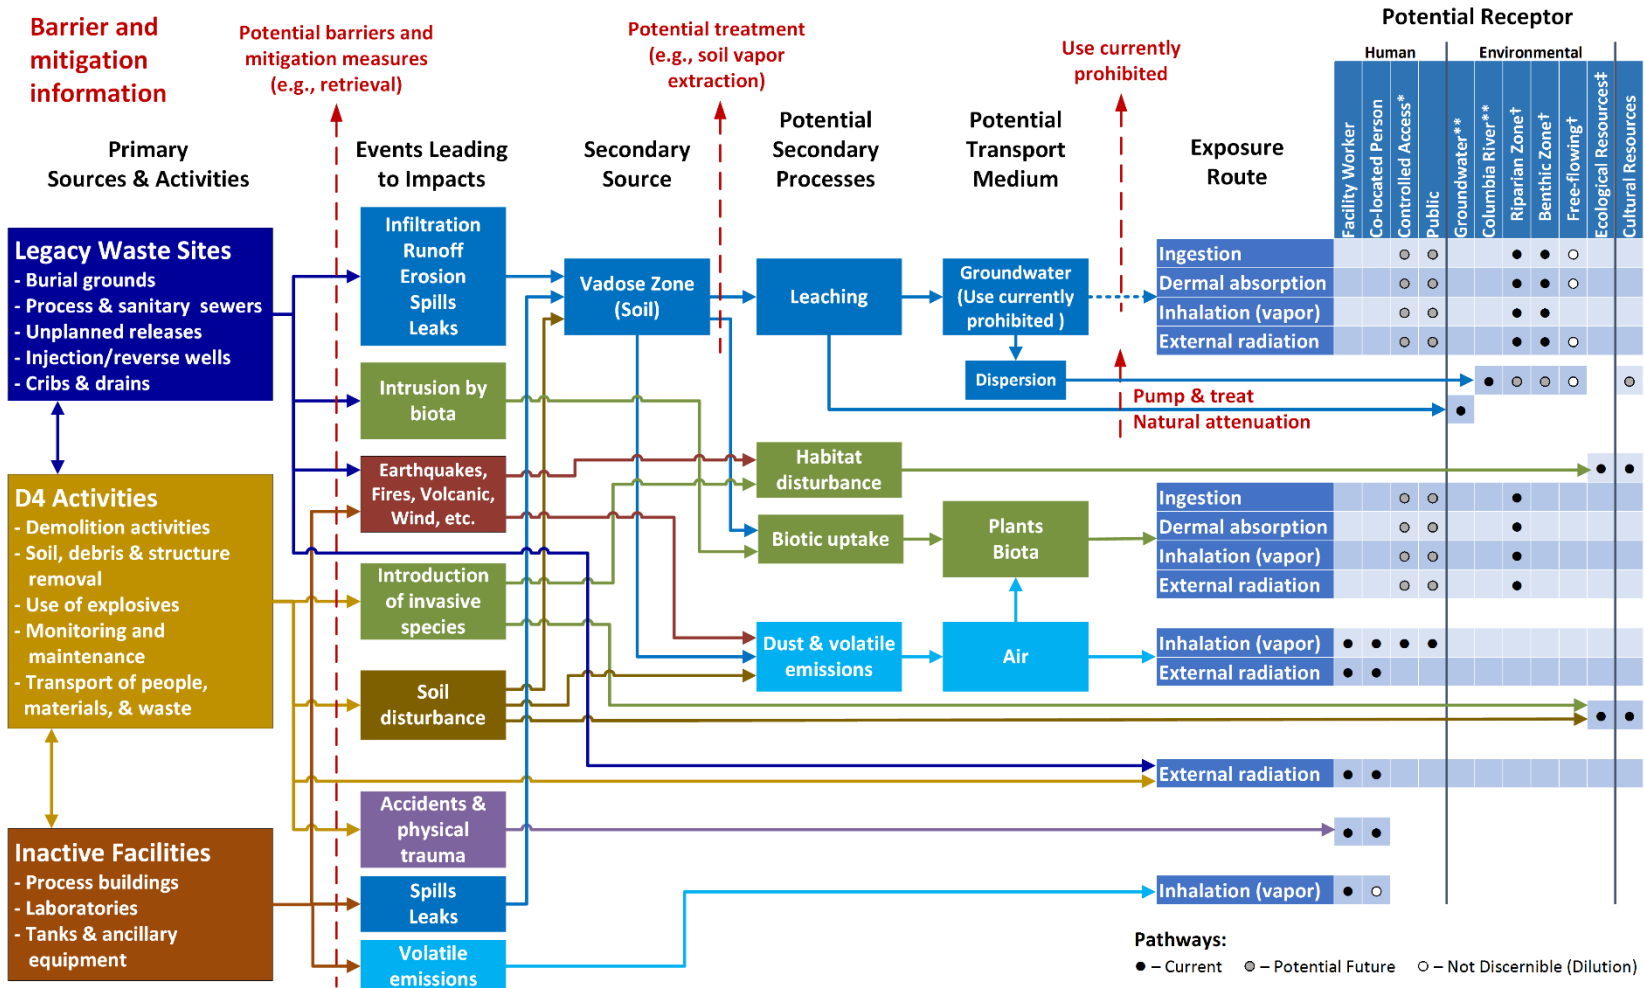 Barrier and
mitigation
information
Potential barriers and
mitigation measures
(e.g., retrieval)
Potential treatment
(e.g., soil vapor
extraction)
Use currently
prohibited
Potential Receptor
Human
Environmental
Primary
Sources & Activities
Events Leading
to Impacts
Secondary
Source
Potential
Secondary
Processes
Potential
Transport
Medium
Exposure
Route
Facility Worker
Co-located Person
Controlled Access*
Public
Groundwater**
Columbia River**
Riparian Zone†
Benthic Zone†
Free-flowing†
Ecological Resources‡
Cultural Resources
Legacy Waste Sites
- Burial grounds
- Process & sanitary sewers
- Unplanned releases
- Injection/reverse wells
- Cribs & drains
D4 Activities
- Demolition activities
- Soil, debris & structure
removal
- Use of explosives
- Monitoring and
maintenance
- Transport of people,
materials, & waste
Inactive Facilities
- Process buildings
- Laboratories
- Tanks & ancillary
equipment
Infiltration
Runoff
Erosion
Spills
Leaks
Intrusion by
biota
Earthquakes,
Fires, Volcanic,
Wind, etc.
Introduction
of invasive
species
Soil
disturbance
Accidents &
physical
trauma
Spills
Leaks
Volatile
emissions
Vadose Zone
(Soil)
Leaching
Habitat
disturbance
Biotic uptake
Dust & volatile
emissions
Groundwater
(Use currently
prohibited )
Dispersion
Plants
Biota
Air
Pump & treat
Natural attenuation
Ingestion
Dermal absorption
Inhalation (vapor)
External radiation
Ingestion
Dermal absorption
Inhalation (vapor)
External radiation
Inhalation (vapor)
External radiation
External radiation
Inhalation (vapor)
Pathways:
– Current
– Potential Future
– Not Discernible (Dilution)